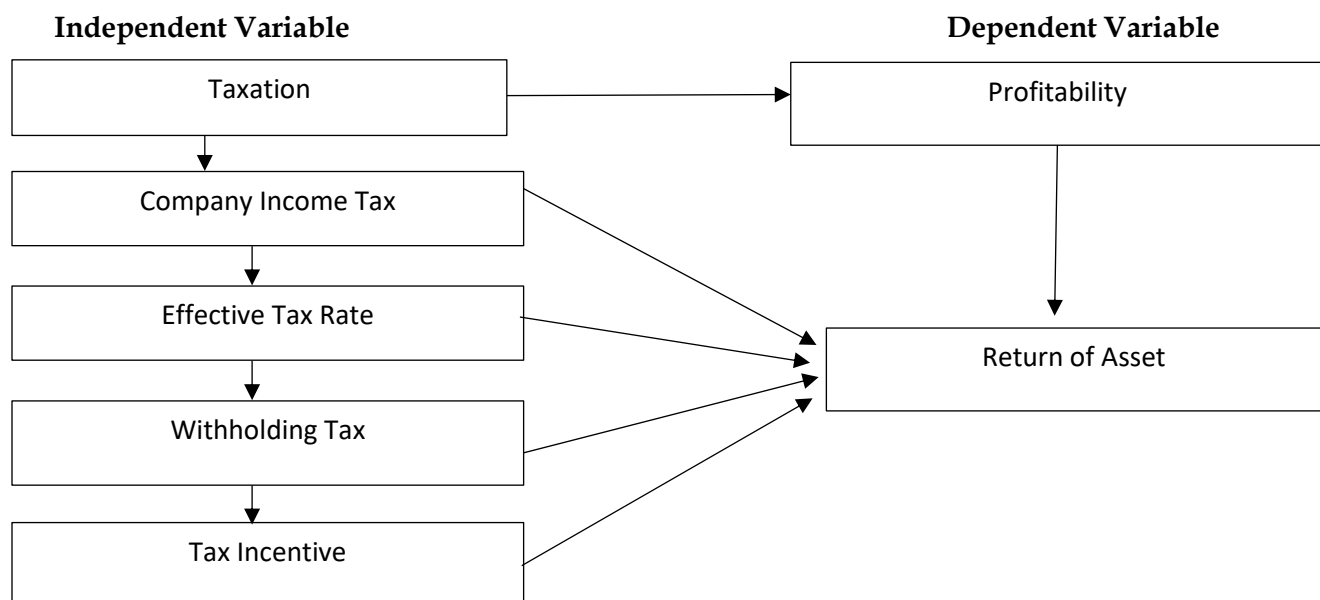 Independent Variable
Dependent Variable
Taxation
Profitability
Company Income Tax
Effective Tax Rate
Return of Asset
Withholding Tax
Tax Incentive